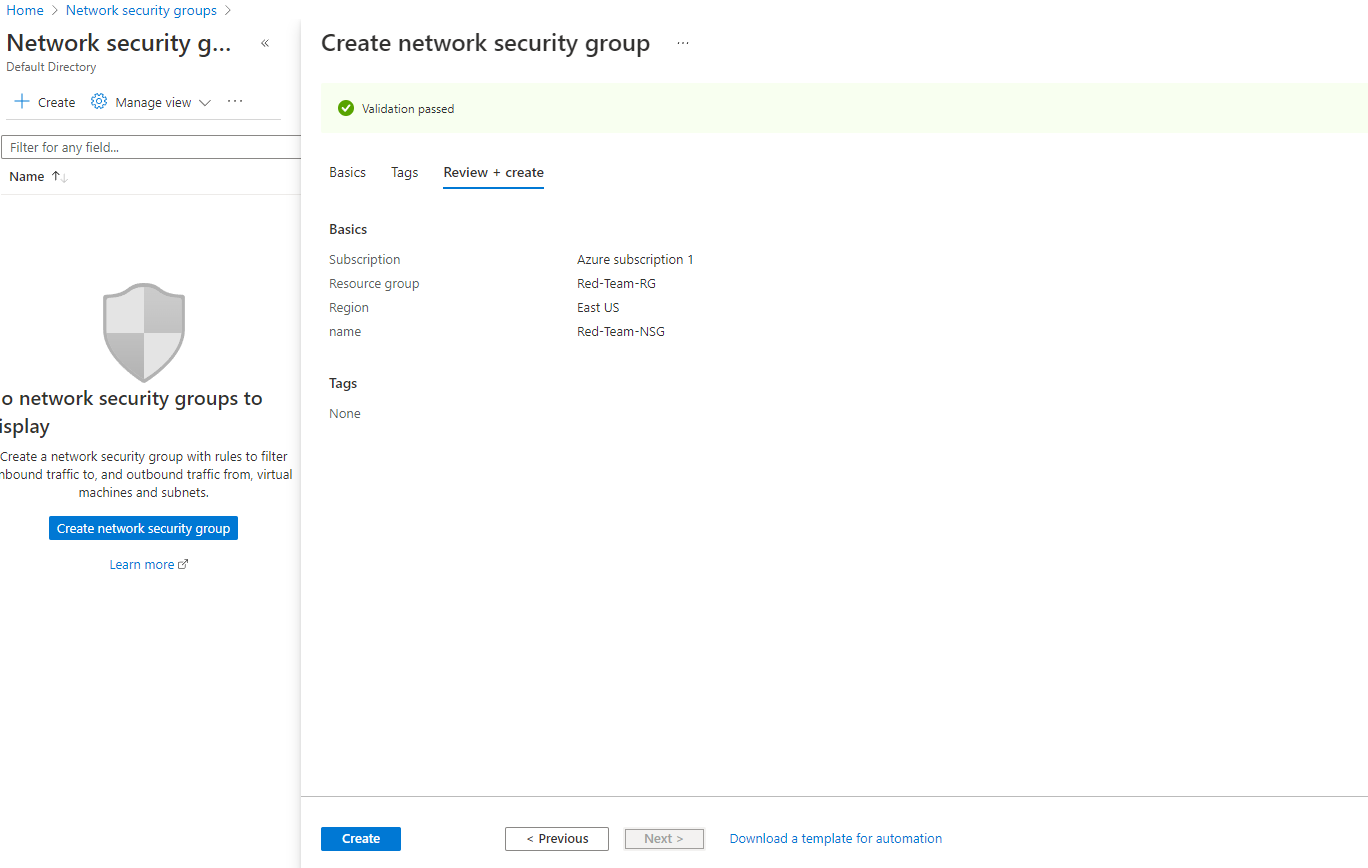 Home > Network security groups >
Network security g... «
Default Directory
+ Create Manage view ...
Filter for any field...
Name ↑↓
o network security groups to
isplay
Create a network security group with rules to filter
nbound traffic to, and outbound traffic from, virtual
machines and subnets.
Create network security group
Learn more
Create network security group ...
Validation passed
Basics Tags Review + create
Basics
Subscription Azure subscription 1
Resource group Red-Team-RG
Region East US
name Red-Team-NSG
Tags
None
Create < Previous Next > Download a template for automation